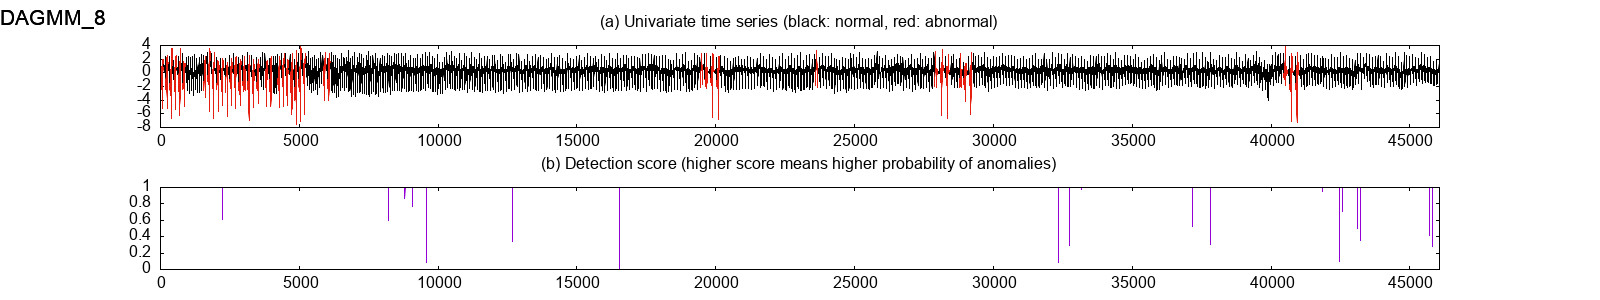 DAGMM_8
(a) Univariate time series (black: normal, red: abnormal)
4
2
0
-2
-4
-6
-8
0 5000 10000 15000 20000 25000 30000 35000 40000 45000
(b) Detection score (higher score means higher probability of anomalies)
1
0.8
0.6
0.4
0.2
0
0 5000 10000 15000 20000 25000 30000 35000 40000 45000